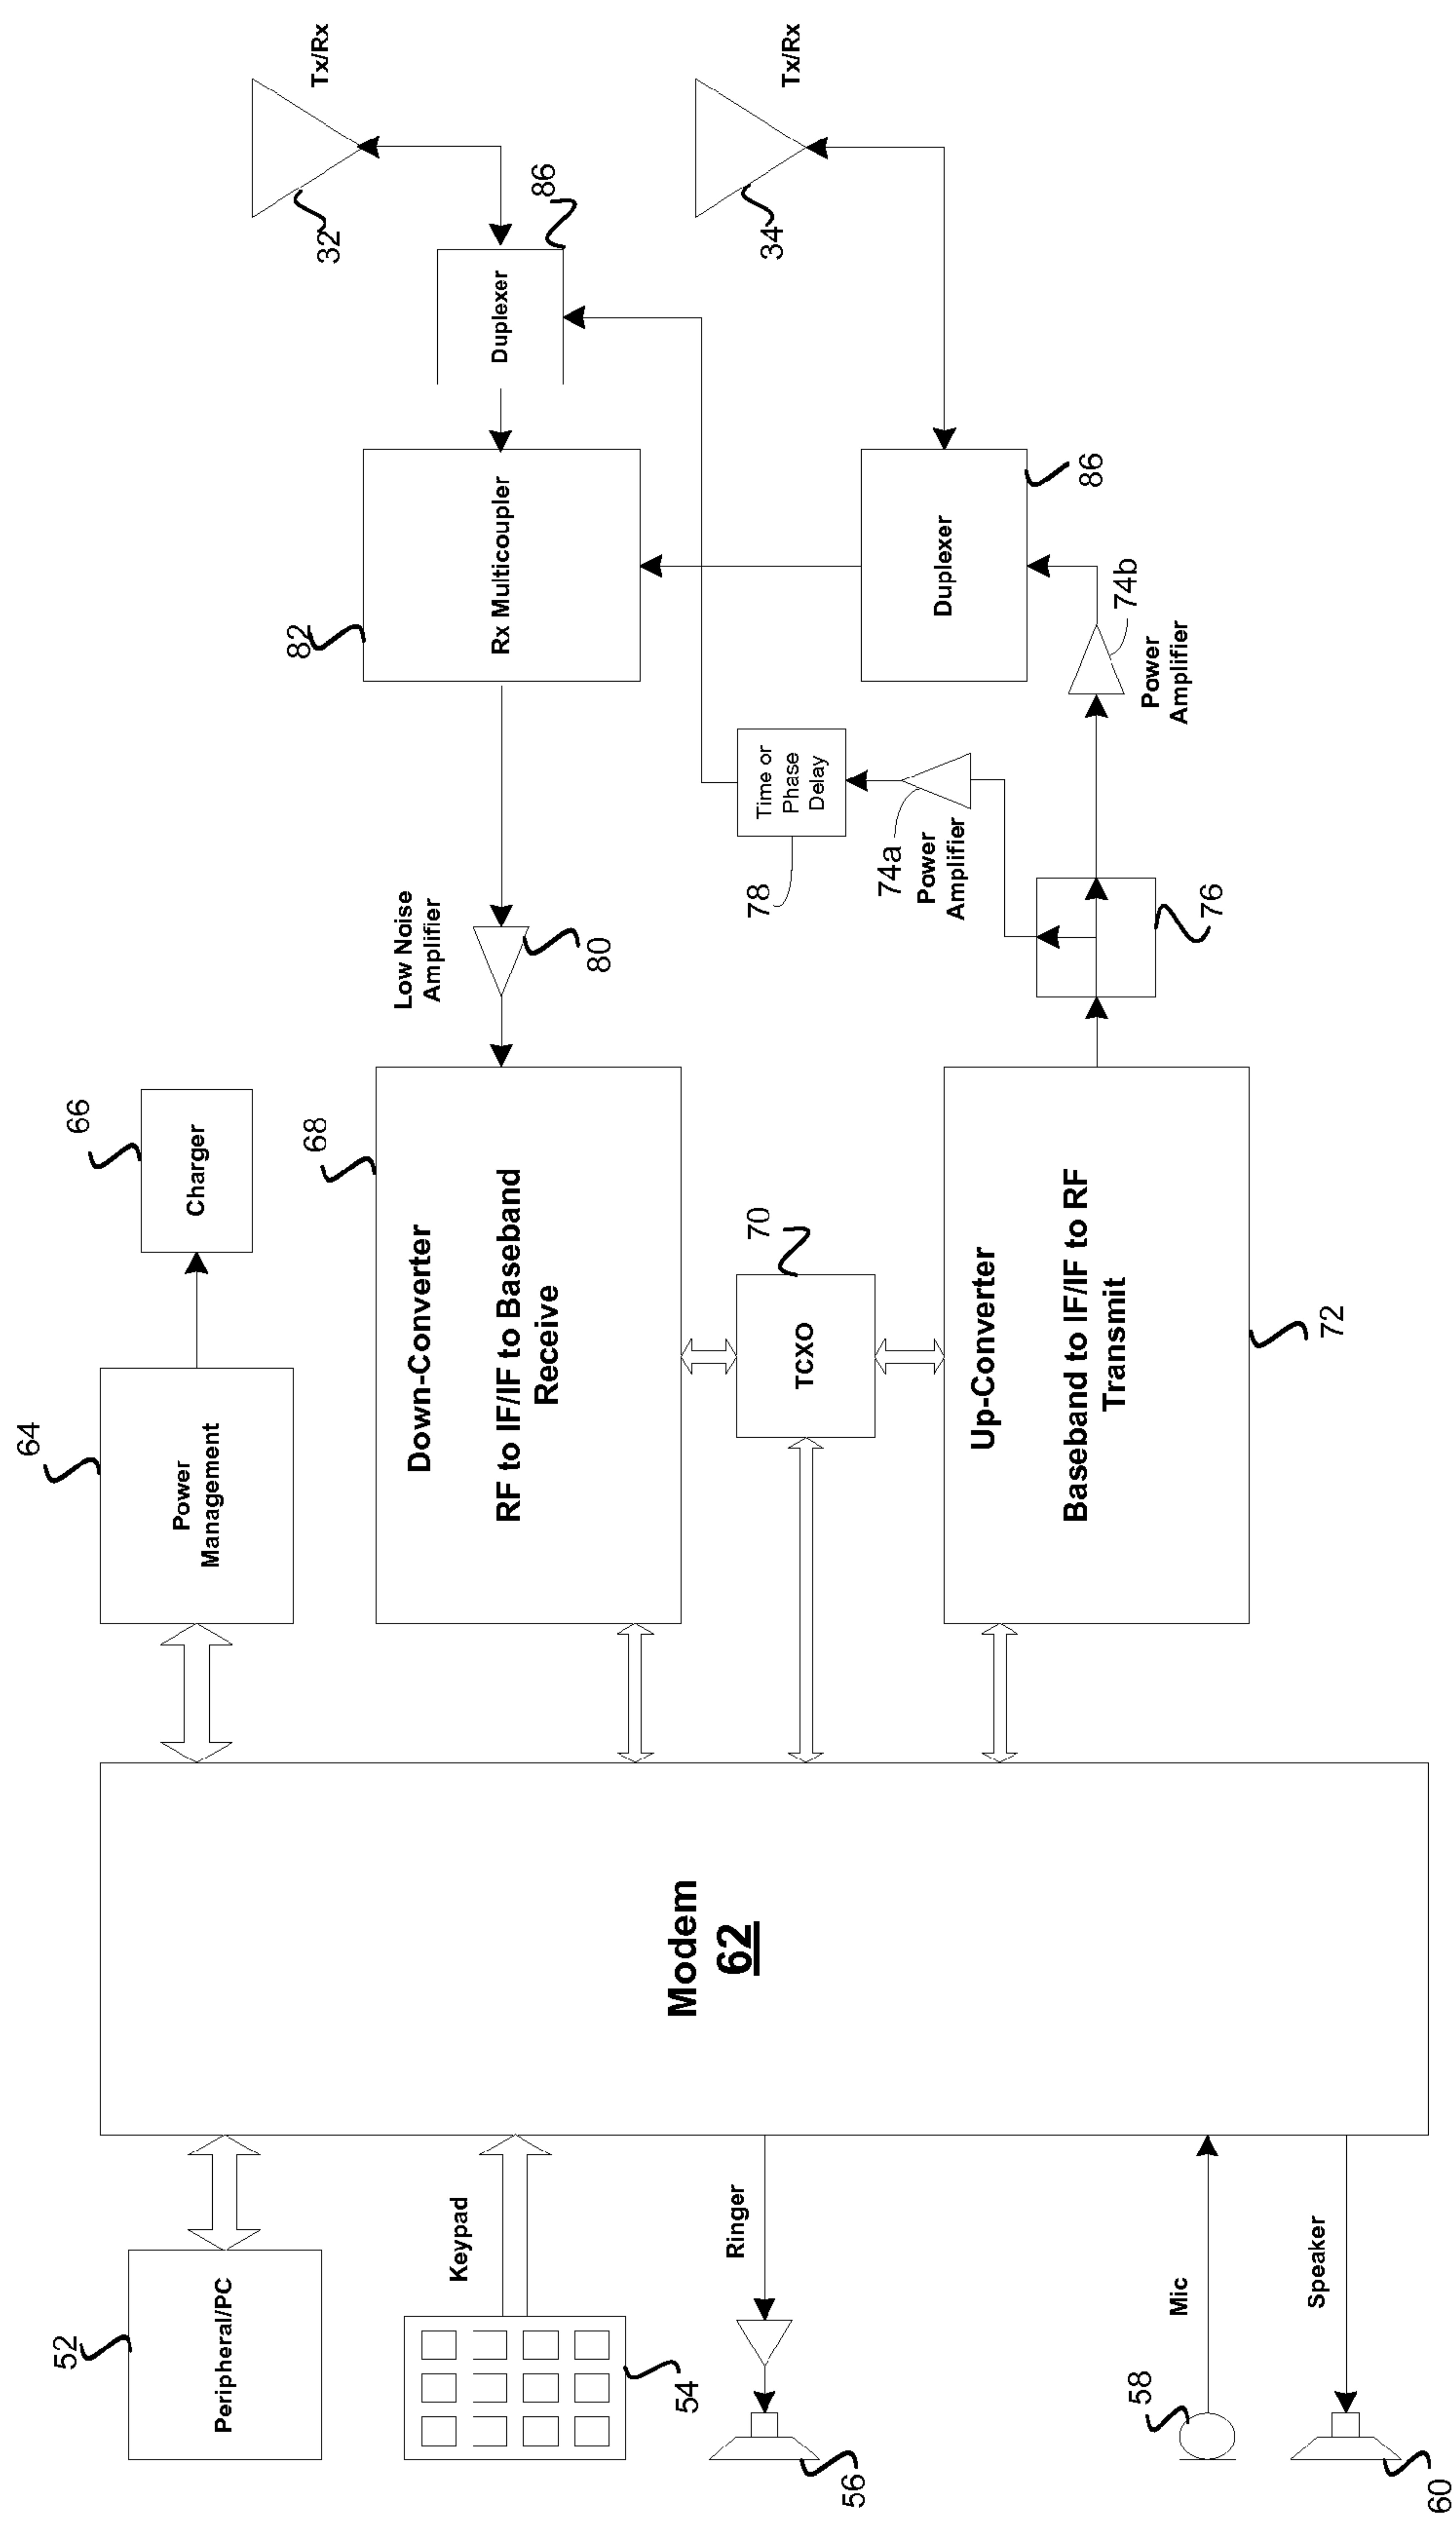 52
Peripheral/PC
Keypad
54
Ringer
56
58
Mic
Speaker
60
Modem
62
64
Power
Management
66
Charger
68
Down-Converter
RF to IF/IF to Baseband
Receive
70
TCXO
Up-Converter
Baseband to IF/IF to RF
Transmit
72
Low Noise
Amplifier
80
82
Rx Multicoupler
Duplexer
86
32
Tx/Rx
34
Tx/Rx
Time or
Phase
Delay
78
74a
Power
Amplifier
76
Duplexer
86
74b
Power
Amplifier